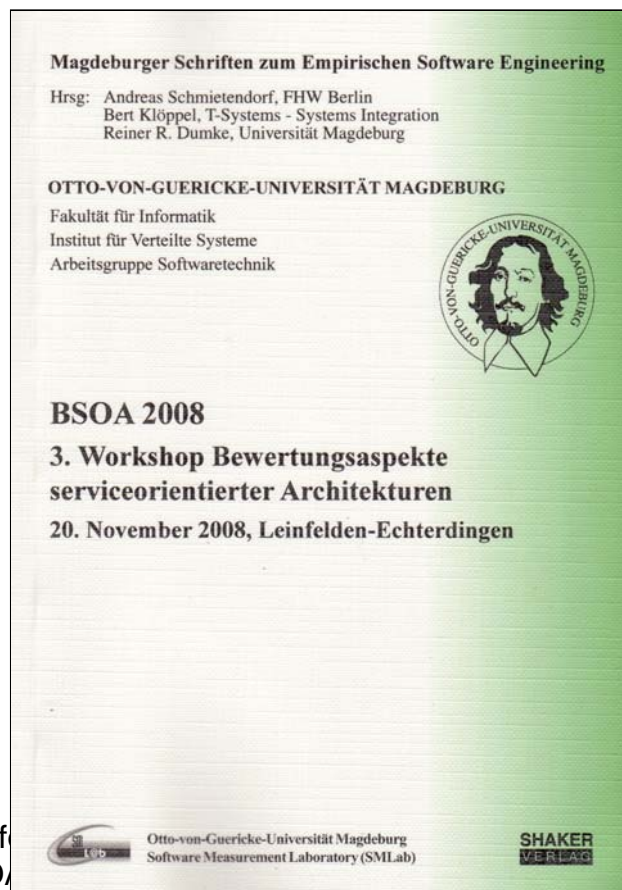 Magdeburger Schriften zum Empirischen Software Engineering
Hrsg: Andreas Schmietendorf, FHW Berlin
Bert Klöppel, T-Systems - Systems Integration
Reiner R. Dumke, Universität Magdeburg
OTTO-VON-GUERICKE-UNIVERSITÄT MAGDEBURG
Fakultät für Informatik
Institut für Verteilte Systeme
Arbeitsgruppe Softwaretechnik
OTTO-VON-GUERICKE-UNIVERSITÄT MAGDEBURG
BSOA 2008
3. Workshop Bewertungsaspekte
serviceorientierter Architekturen
20. November 2008, Leinfelden-Echterdingen
Otto-von-Guericke-Universität Magdeburg
Software Measurement Laboratory (SMLab)
SHAKER
VERLAG